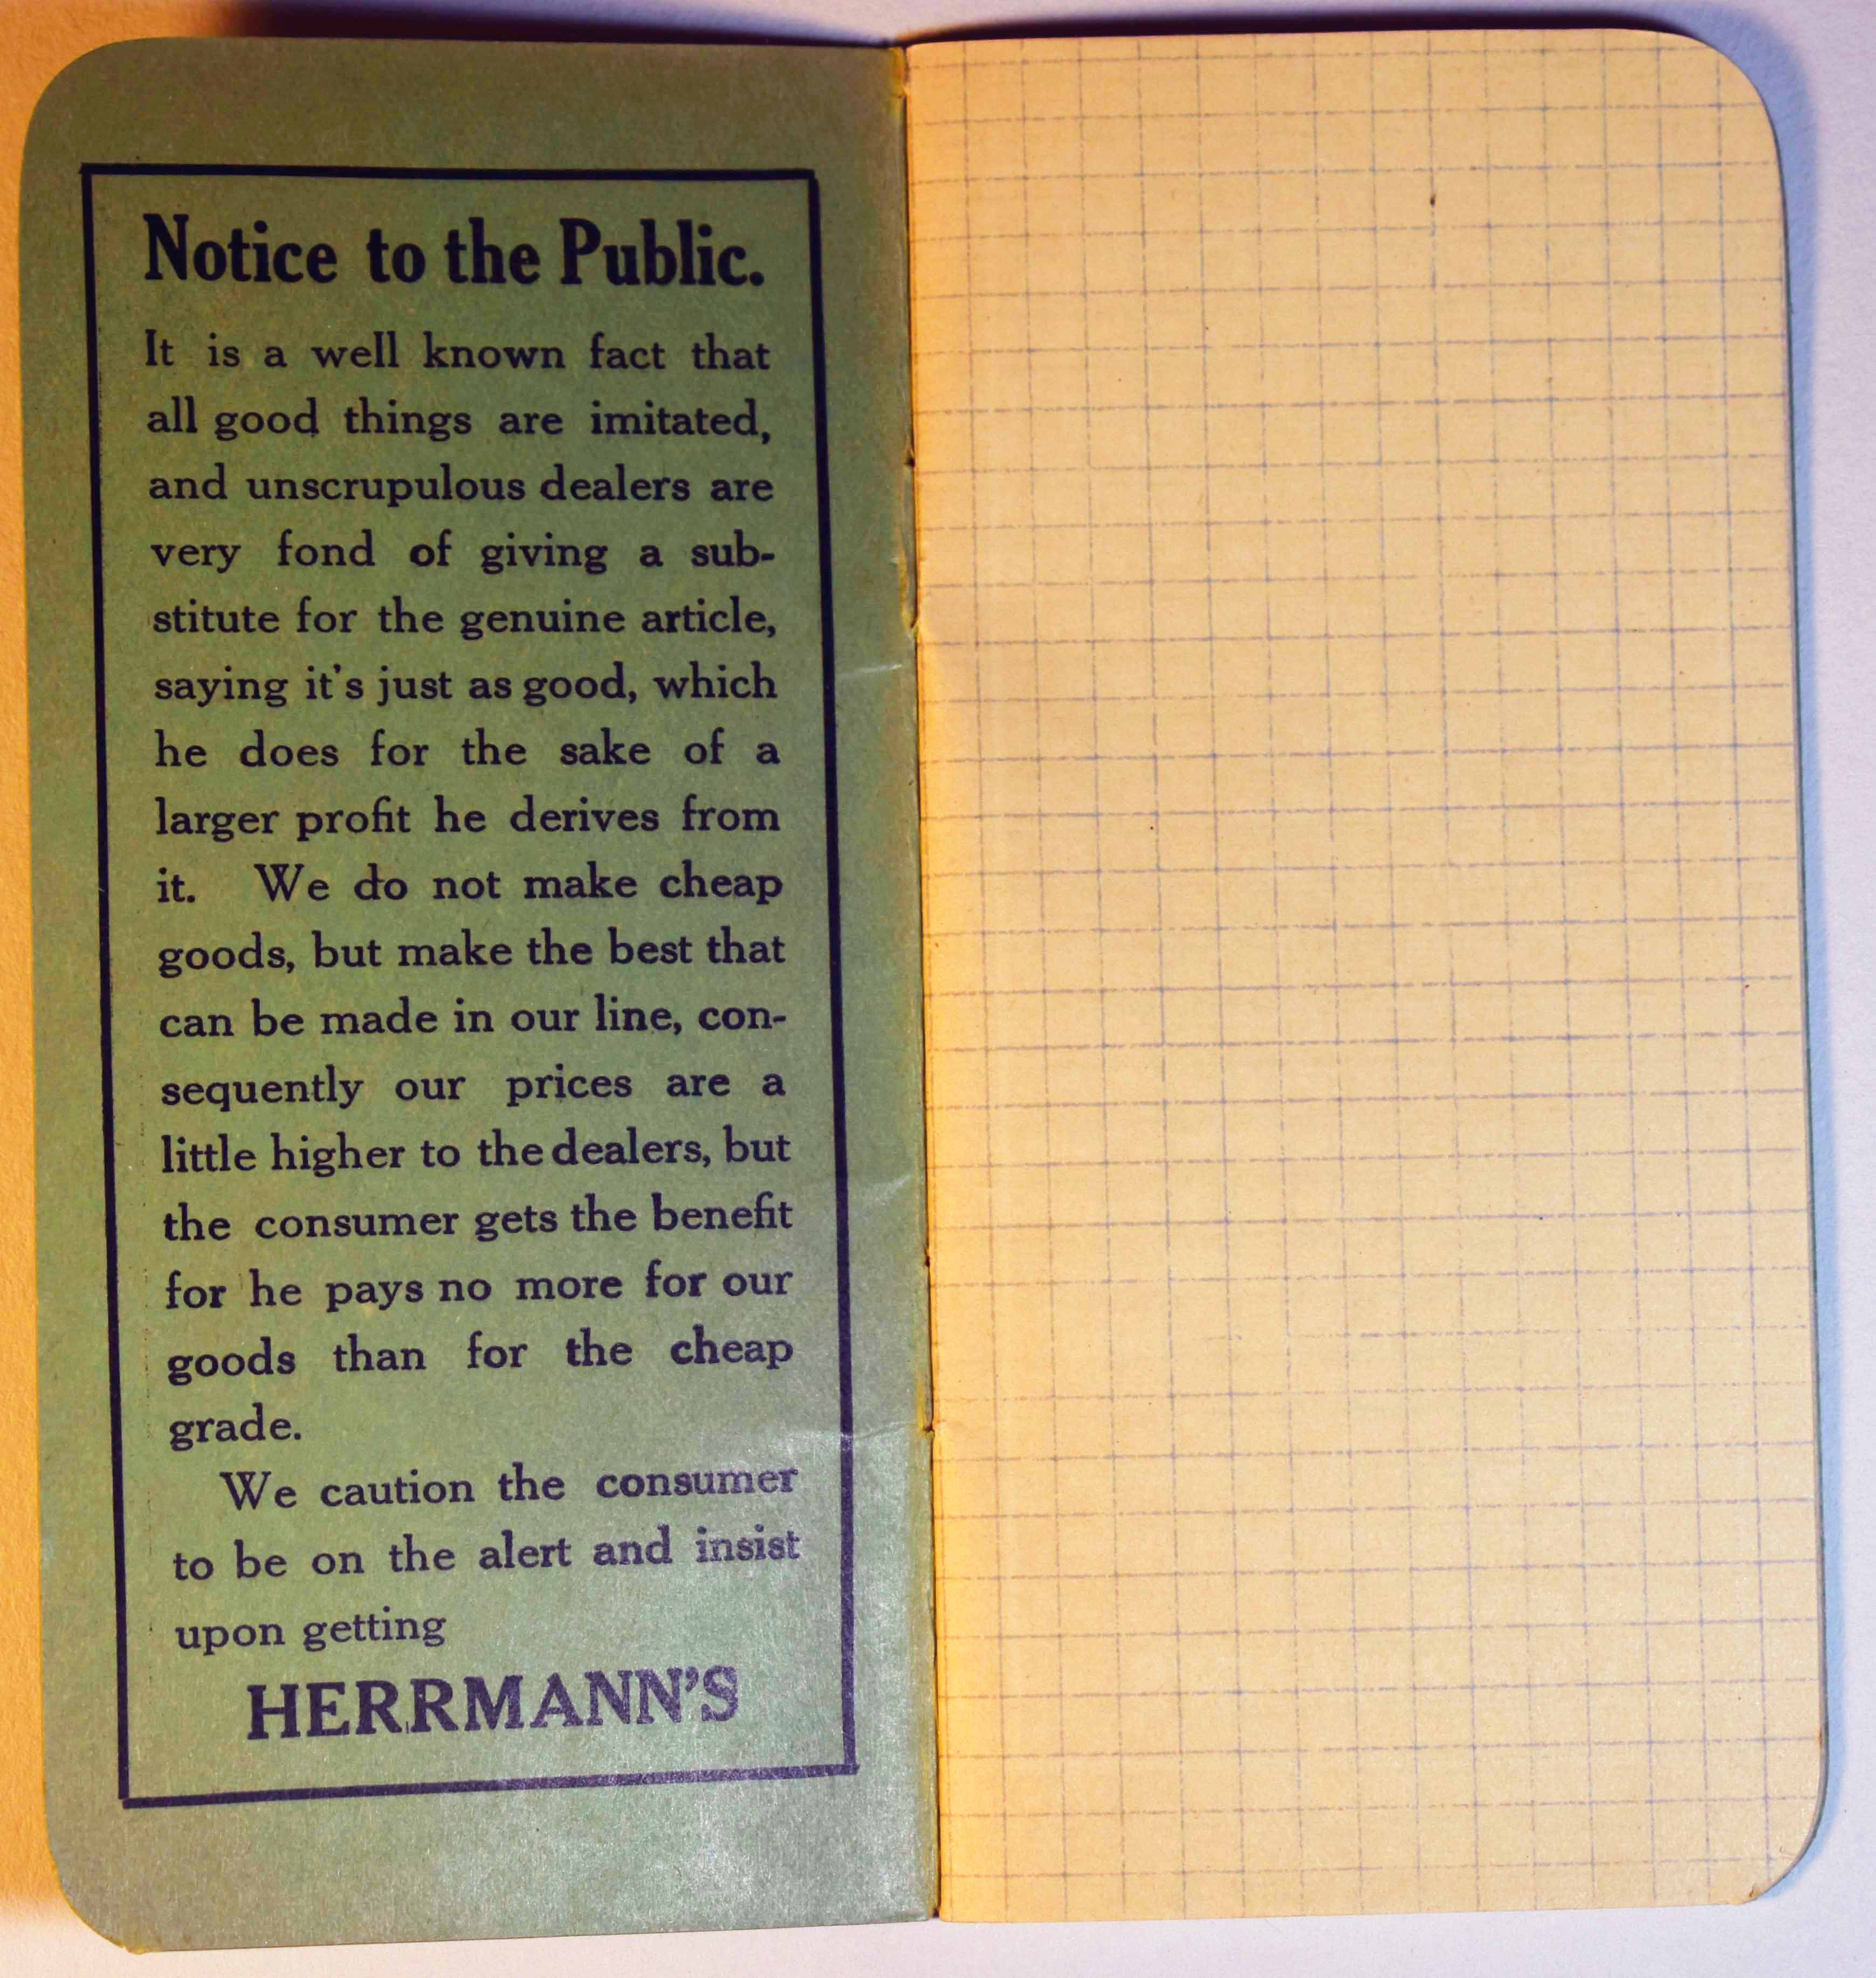 Notice to the Public.
It is a well known fact that
all good things are imitated,
and unscrupulous dealers are
very fond of giving a sub-
stitute for the genuine article,
saying it's just as good, which
he does for the sake of a
larger profit he derives from
it. We do not make cheap
goods, but make the best that
can be made in our line, con-
sequently our prices are a
little higher to the dealers, but
the consumer gets the benefit
for he pays no more for our
goods than for the cheap
grade.
We caution the consumer
to be on the alert and insist
upon getting
HERRMANN'S